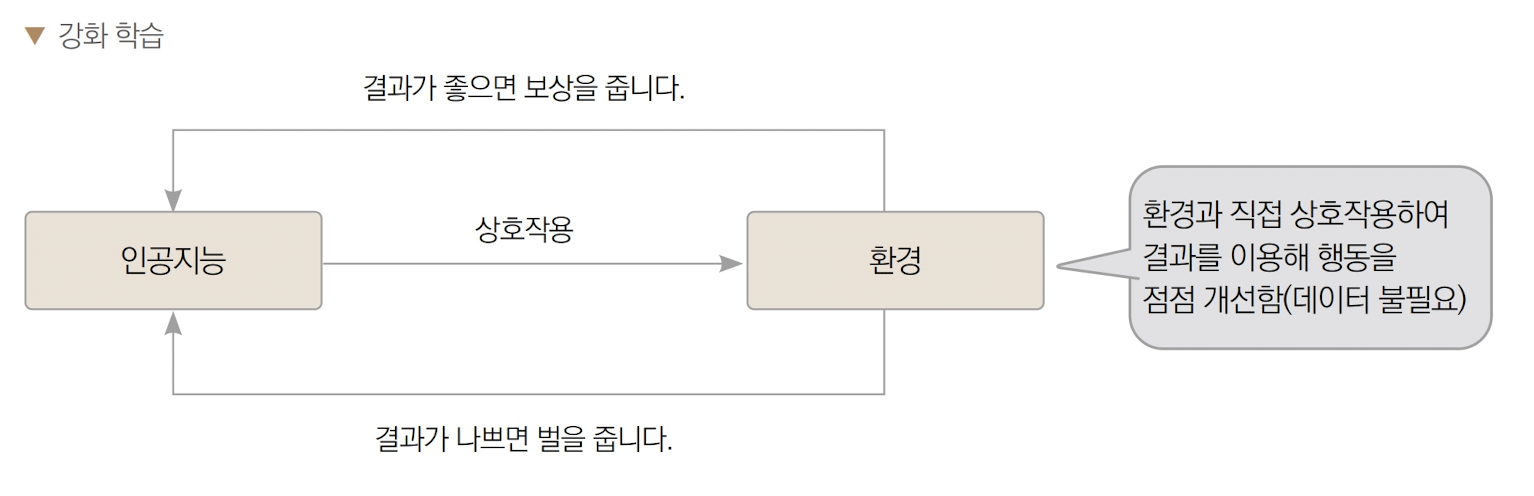 ▼ 강화 학습
결과가 좋으면 보상을 줍니다.
인공지능
상호작용
환경
환경과 직접 상호작용하여
결과를 이용해 행동을
점점 개선함(데이터 불필요)
결과가 나쁘면 벌을 줍니다.